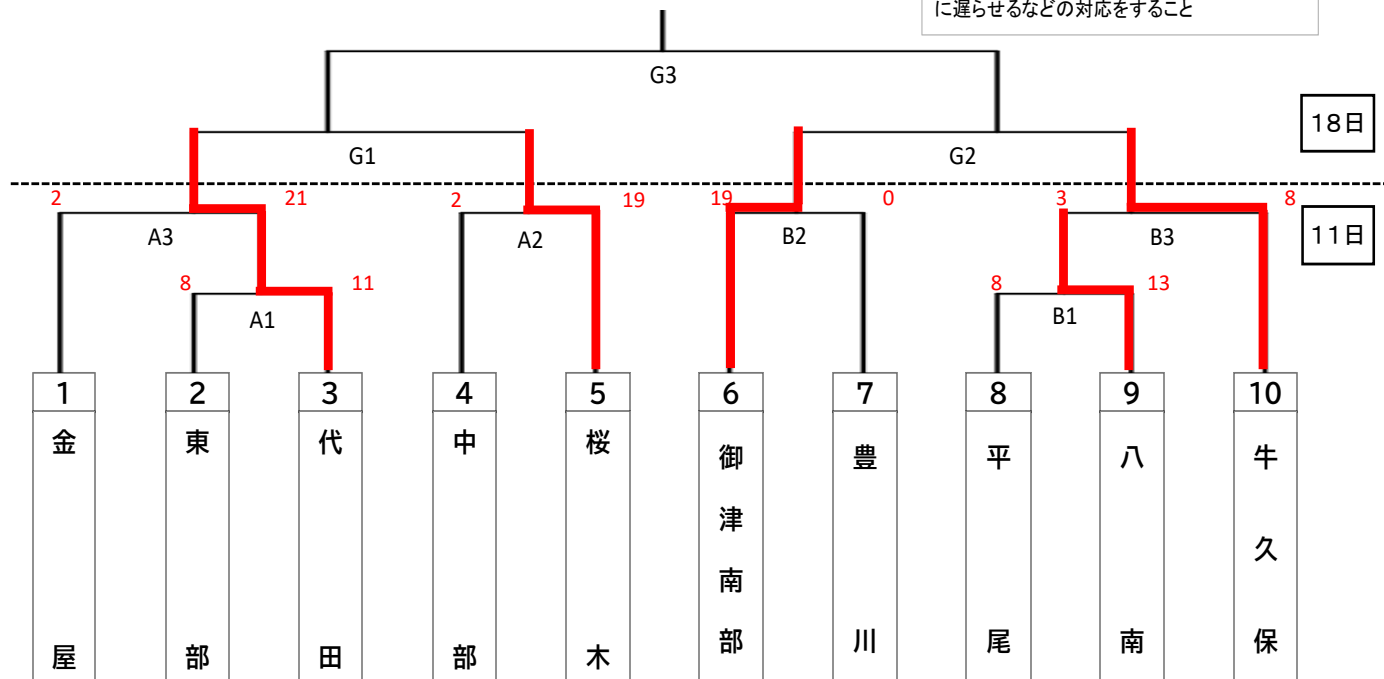 に遅らせるなどの対応をすること
G3
18日
G1
G2
2
21
2
19
19
0
3
8
A3
A2
B2
B3
11日
8
11
8
13
A1
B1
1
2
3
4
5
6
7
8
9
10
金屋
東部
代田
中部
桜木
御津南部
豊川
平尾
八南
牛久保